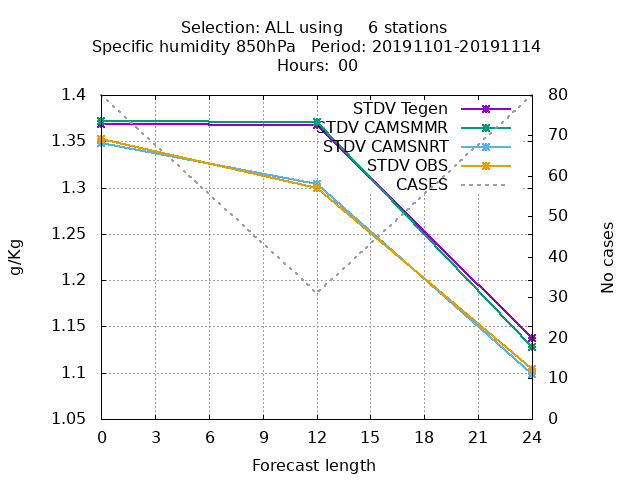 Selection: ALL using     6 stations
Specific humidity 850hPa   Period: 20191101-20191114
Hours:  00
1.4
1.35
1.3
1.25
1.2
1.15
1.1
1.05
g/Kg
STDV Tegen
STDV CAMSMMR
STDV CAMSNRT
STDV OBS
CASES
80
70
60
50
40
30
20
10
0
No cases
0 3 6 9 12 15 18 21 24
Forecast length